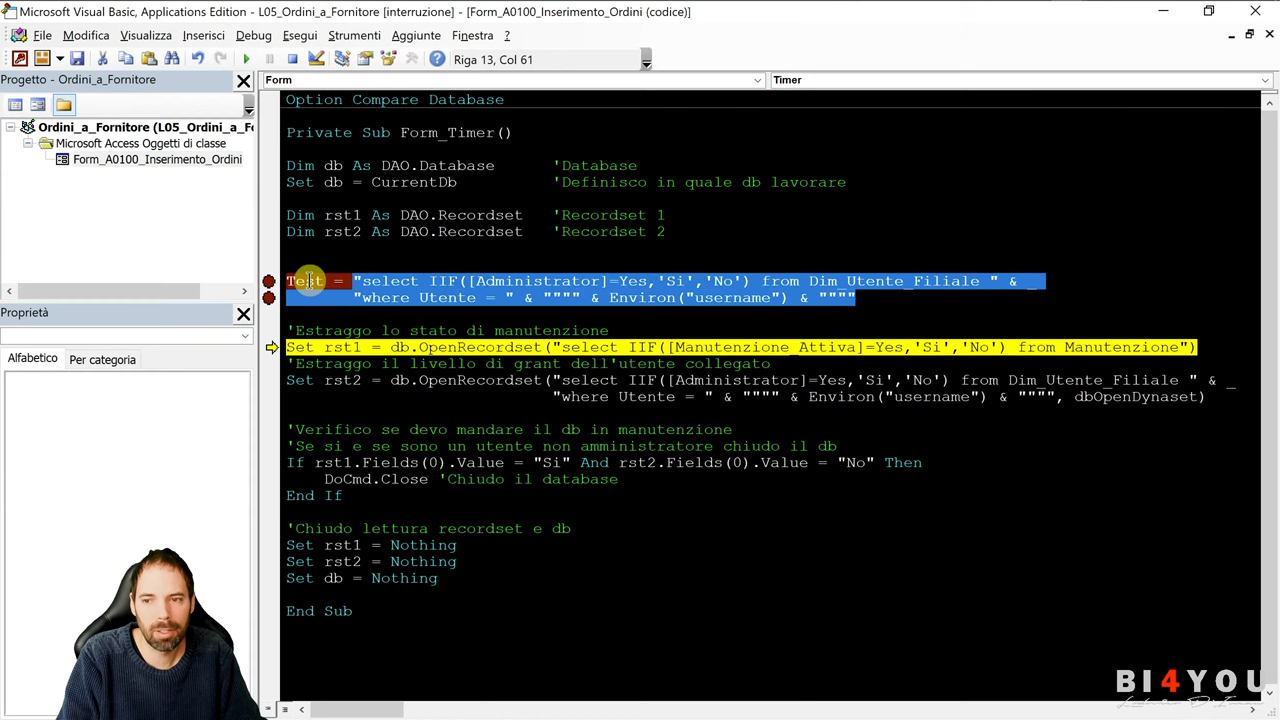 Microsoft Visual Basic, Applications Edition - L05_Ordini_a_Fornitore [interruzione] - [Form_A0100_Inserimento_Ordini (codice)]
File Modifica Visualizza Inserisci Debug Esegui Strumenti Aggiunte Finestra ?
Riga 13, Col 61
Progetto - Ordini_a_Fornitore
Ordini_a_Fornitore (L05_Ordini_a_Fo
Microsoft Access Oggetti di classe
Form_A0100_Inserimento_Ordini
Proprietà
Alfabetico Per categoria
Form Timer
Option Compare Database
Private Sub Form_Timer()
Dim db As DAO.Database 'Database
Set db = CurrentDb 'Definisco in quale db lavorare
Dim rst1 As DAO.Recordset 'Recordset 1
Dim rst2 As DAO.Recordset 'Recordset 2
Test = "select IIF([Administrator]=Yes,'Si','No') from Dim_Utente_Filiale " & _
"where Utente = " & """" & Environ("username") & """"
'Estraggo lo stato di manutenzione
Set rst1 = db.OpenRecordset("select IIF([Manutenzione_Attiva]=Yes,'Si','No') from Manutenzione")
'Estraggo il livello di grant dell'utente collegato
Set rst2 = db.OpenRecordset("select IIF([Administrator]=Yes,'Si','No') from Dim_Utente_Filiale " & _
"where Utente = " & """" & Environ("username") & """", dbOpenDynaset)
'Verifico se devo mandare il db in manutenzione
'Se si e se sono un utente non amministratore chiudo il db
If rst1.Fields(0).Value = "Si" And rst2.Fields(0).Value = "No" Then
DoCmd.Close 'Chiudo il database
End If
'Chiudo lettura recordset e db
Set rst1 = Nothing
Set rst2 = Nothing
Set db = Nothing
End Sub
BI4YOU